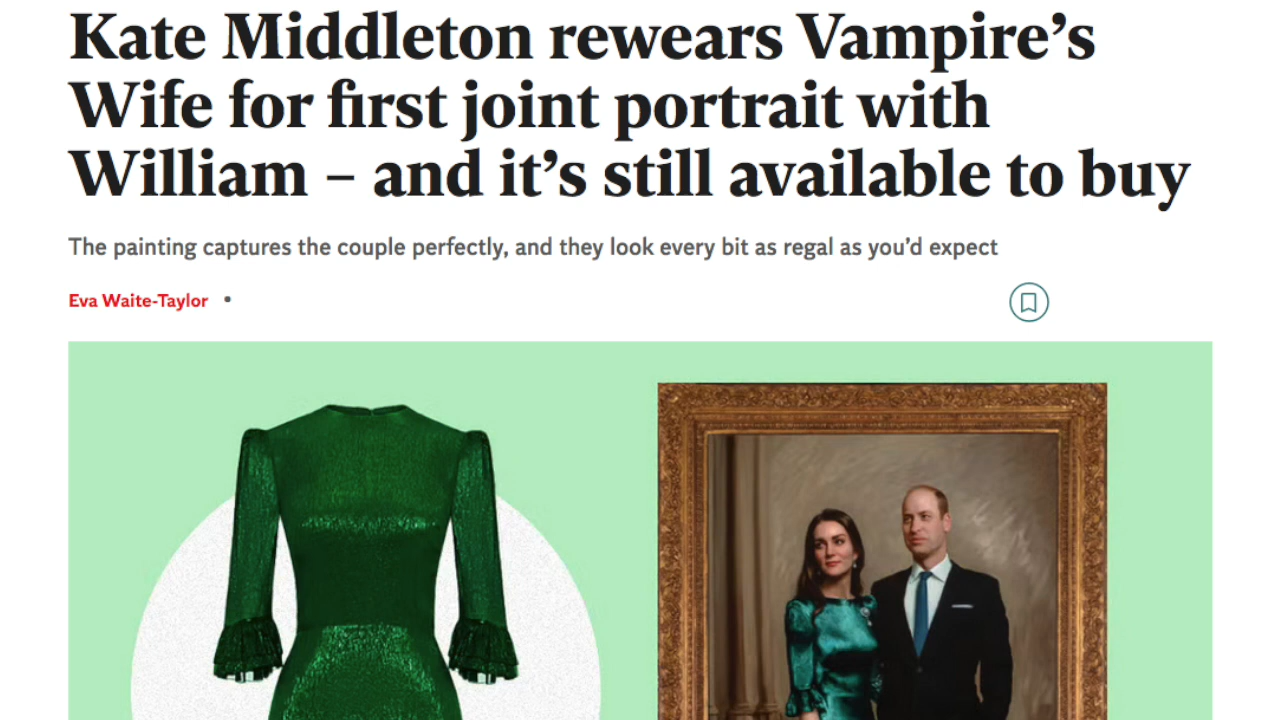 Kate Middleton rewears Vampire’s
Wife for first joint portrait with
William – and it’s still available to buy
The painting captures the couple perfectly, and they look every bit as regal as you’d expect
Eva Waite-Taylor •